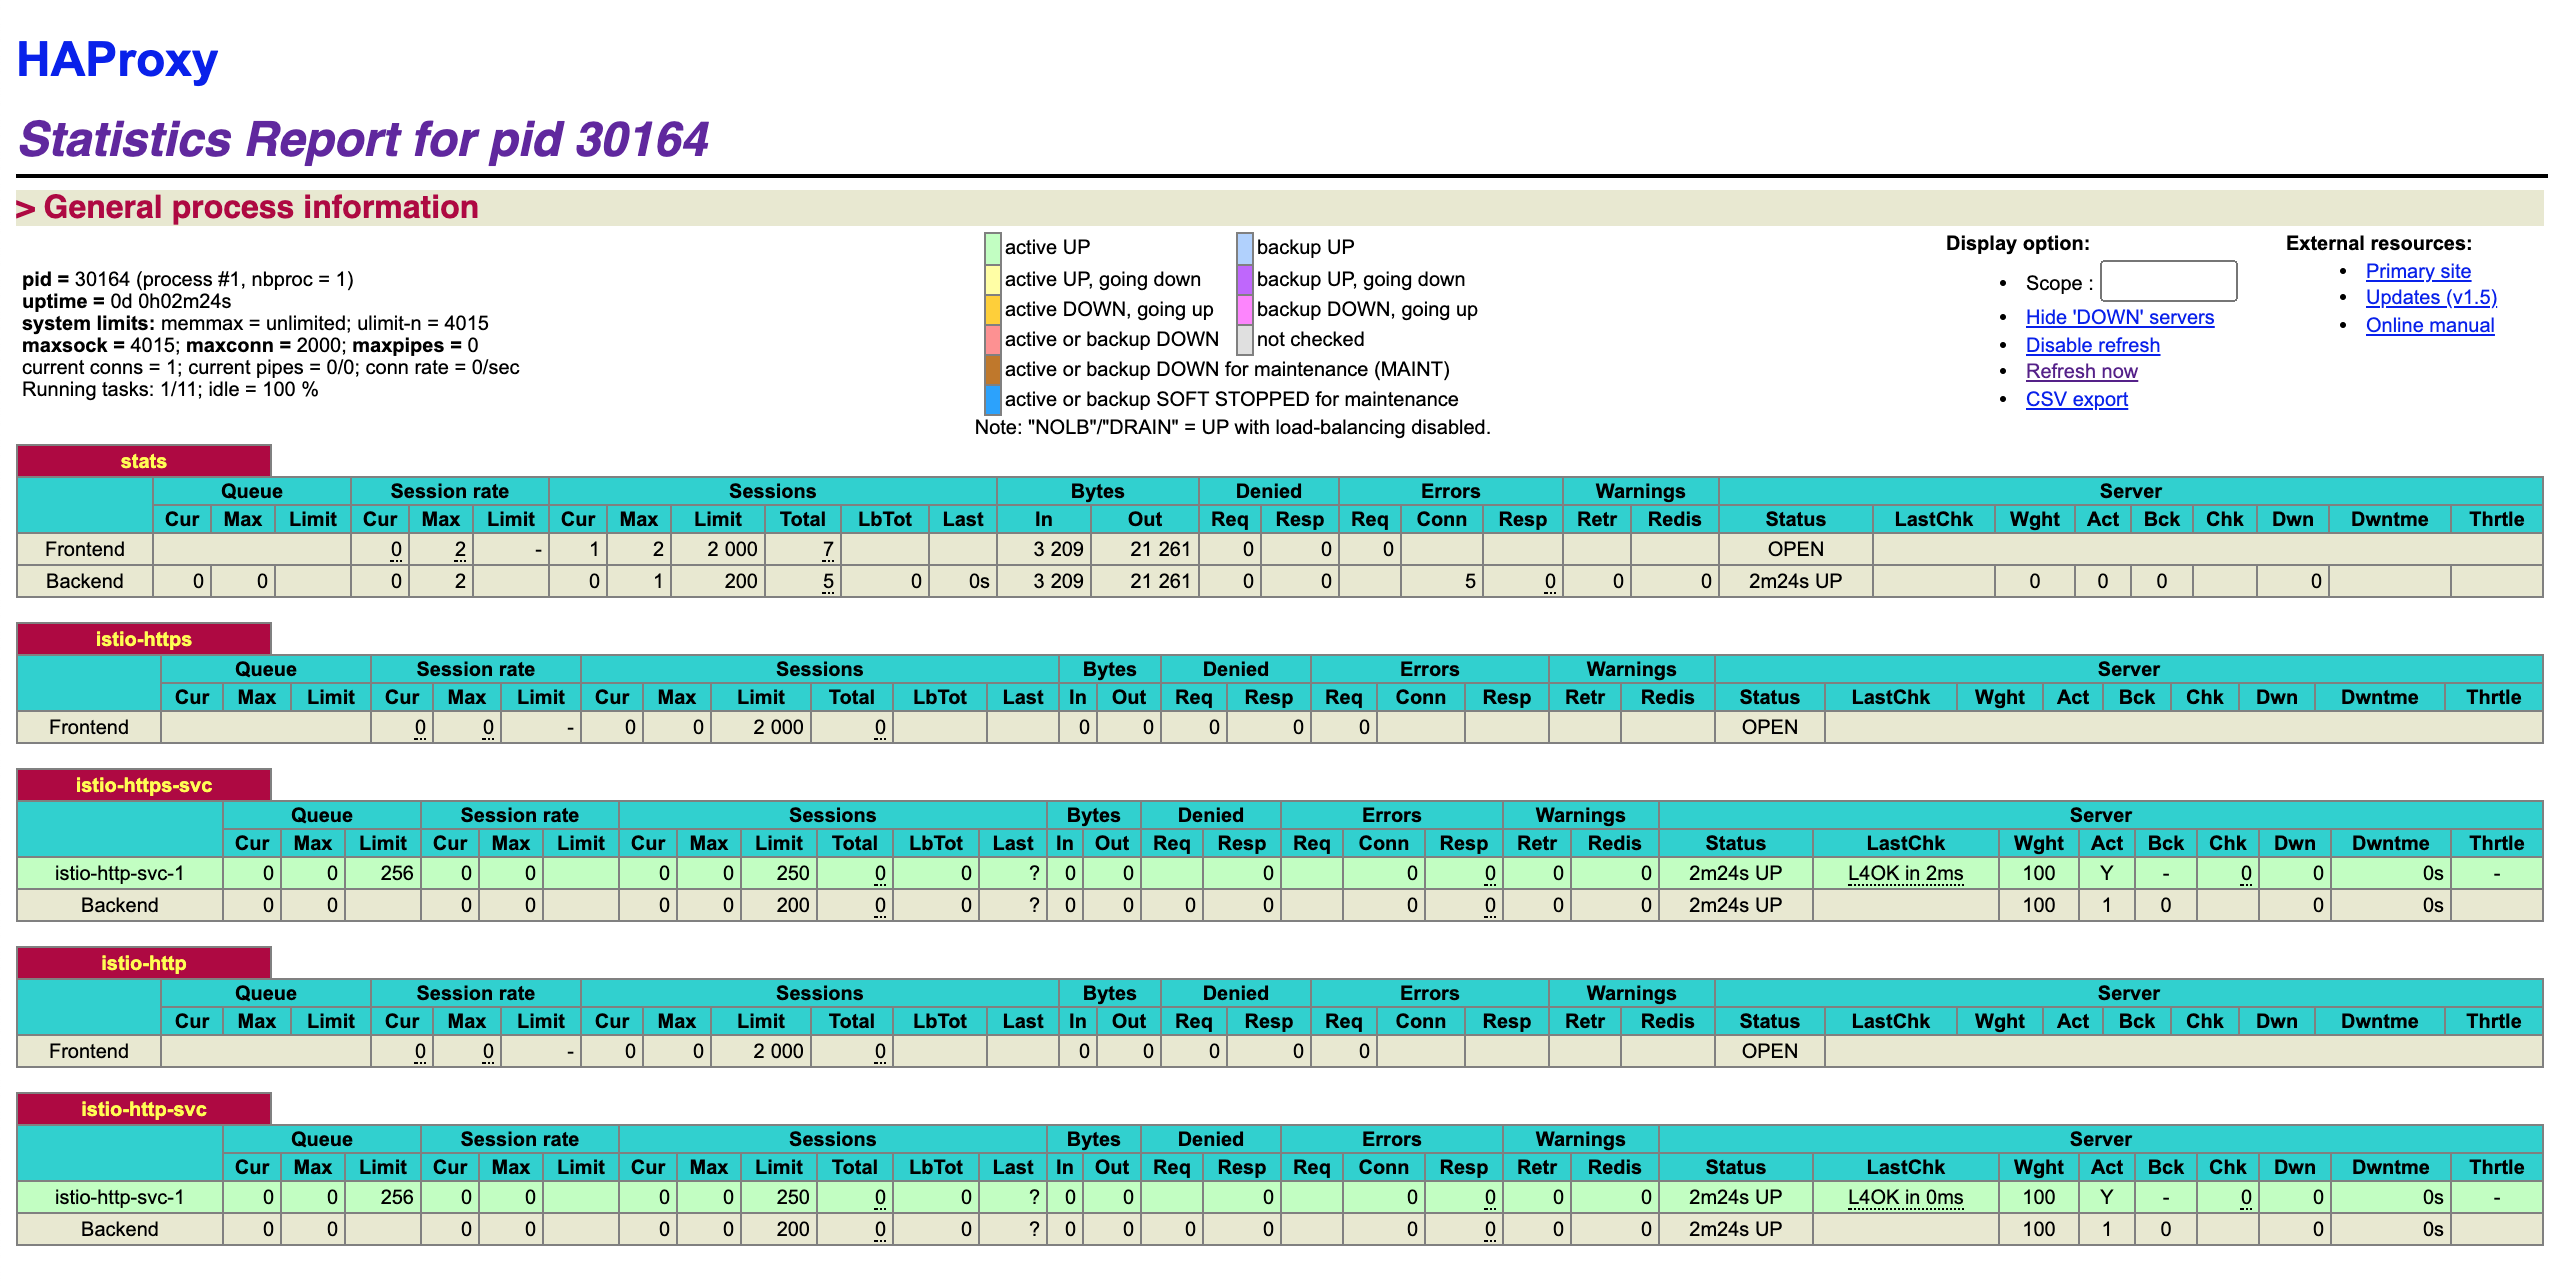 HAProxy
Statistics Report for pid 30164
> General process information
pid = 30164 (process #1, nbproc = 1)
uptime = 0d 0h02m24s
system limits: memmax = unlimited; ulimit-n = 4015
maxsock = 4015; maxconn = 2000; maxpipes = 0
current conns = 1; current pipes = 0/0; conn rate = 0/sec
Running tasks: 1/11; idle = 100 %
active UP backup UP
active UP, going down backup UP, going down
active DOWN, going up backup DOWN, going up
active or backup DOWN not checked
active or backup DOWN for maintenance (MAINT)
active or backup SOFT STOPPED for maintenance
Note: "NOLB"/"DRAIN" = UP with load-balancing disabled.
Display option:
• Scope :
• Hide 'DOWN' servers
• Disable refresh
• Refresh now
• CSV export
External resources:
• Primary site
• Updates (v1.5)
• Online manual
stats
Queue Session rate Sessions Bytes Denied Errors Warnings Server
Cur Max Limit Cur Max Limit Cur Max Limit Total LbTot Last In Out Req Resp Req Conn Resp Retr Redis Status LastChk Wght Act Bck Chk Dwn Dwntme Thrtle
Frontend 0 2 - 1 2 2 000 7 3 209 21 261 0 0 0 OPEN
Backend 0 0 0 2 0 1 200 5 0 0s 3 209 21 261 0 0 5 0 0 0 2m24s UP 0 0 0 0
istio-https
Queue Session rate Sessions Bytes Denied Errors Warnings Server
Cur Max Limit Cur Max Limit Cur Max Limit Total LbTot Last In Out Req Resp Req Conn Resp Retr Redis Status LastChk Wght Act Bck Chk Dwn Dwntme Thrtle
Frontend 0 0 - 0 0 2 000 0 0 0 0 0 0 OPEN
istio-https-svc
Queue Session rate Sessions Bytes Denied Errors Warnings Server
Cur Max Limit Cur Max Limit Cur Max Limit Total LbTot Last In Out Req Resp Req Conn Resp Retr Redis Status LastChk Wght Act Bck Chk Dwn Dwntme Thrtle
istio-http-svc-1 0 0 256 0 0 0 0 250 0 0 ? 0 0 0 0 0 0 0 2m24s UP L4OK in 2ms 100 Y - 0 0 0s -
Backend 0 0 0 0 0 0 200 0 0 ? 0 0 0 0 0 0 0 0 2m24s UP 100 1 0 0 0s
istio-http
Queue Session rate Sessions Bytes Denied Errors Warnings Server
Cur Max Limit Cur Max Limit Cur Max Limit Total LbTot Last In Out Req Resp Req Conn Resp Retr Redis Status LastChk Wght Act Bck Chk Dwn Dwntme Thrtle
Frontend 0 0 - 0 0 2 000 0 0 0 0 0 0 OPEN
istio-http-svc
Queue Session rate Sessions Bytes Denied Errors Warnings Server
Cur Max Limit Cur Max Limit Cur Max Limit Total LbTot Last In Out Req Resp Req Conn Resp Retr Redis Status LastChk Wght Act Bck Chk Dwn Dwntme Thrtle
istio-http-svc-1 0 0 256 0 0 0 0 250 0 0 ? 0 0 0 0 0 0 0 2m24s UP L4OK in 0ms 100 Y - 0 0 0s -
Backend 0 0 0 0 0 0 200 0 0 ? 0 0 0 0 0 0 0 0 2m24s UP 100 1 0 0 0s